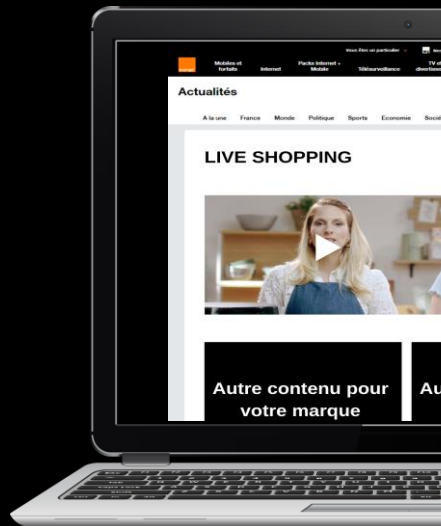 Vous êtes un particulier
Mobiles et forfaits
Internet
Packs Internet + Mobile
Télésurveillance
TV et
Actualités
A la une France Monde Politique Sports Economie Socié
LIVE SHOPPING
Autre contenu pour
votre marque
Au